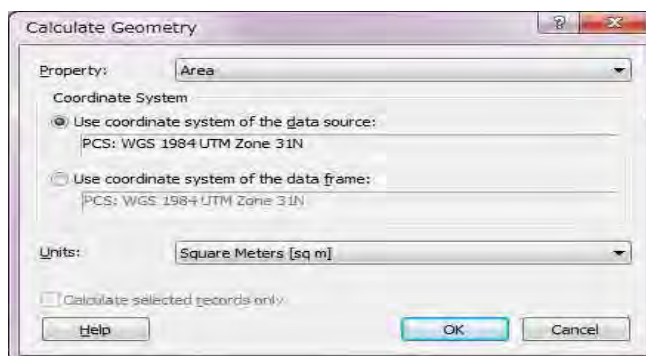 Calculate Geometry
Property: Area
Coordinate System
Use coordinate system of the data source:
PCS: WGS 1984 UTM Zone 31N
Use coordinate system of the data frame:
PCS: WGS 1984 UTM Zone 31N
Units: Square Meters [sq m]
Calculate selected records only
Help OK Cancel